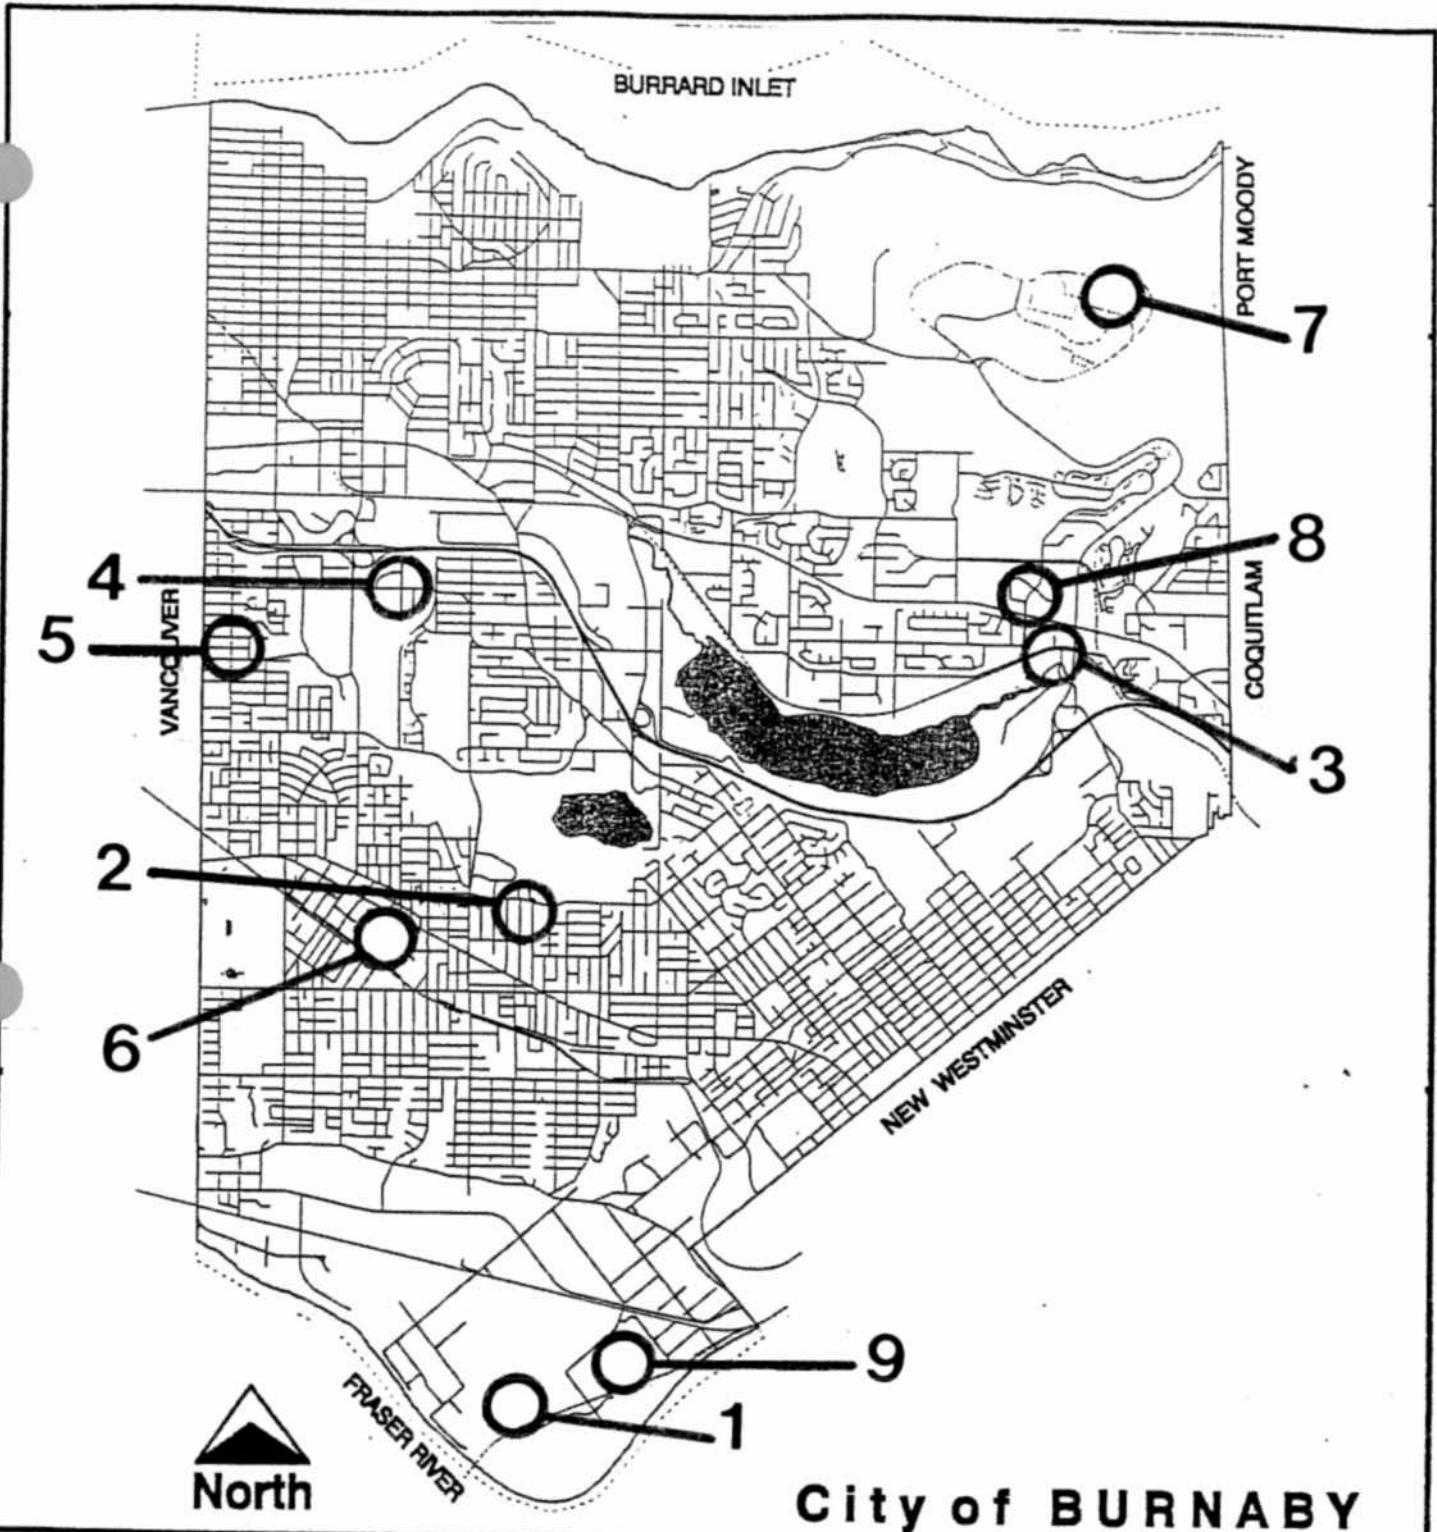 BURRARD INLET
PORT MOODY
7
8
4
VANCOUVER
5
COQUITLAM
3
2
6
NEW WESTMINSTER
9
1
FRASER RIVER
North
City of BURNABY